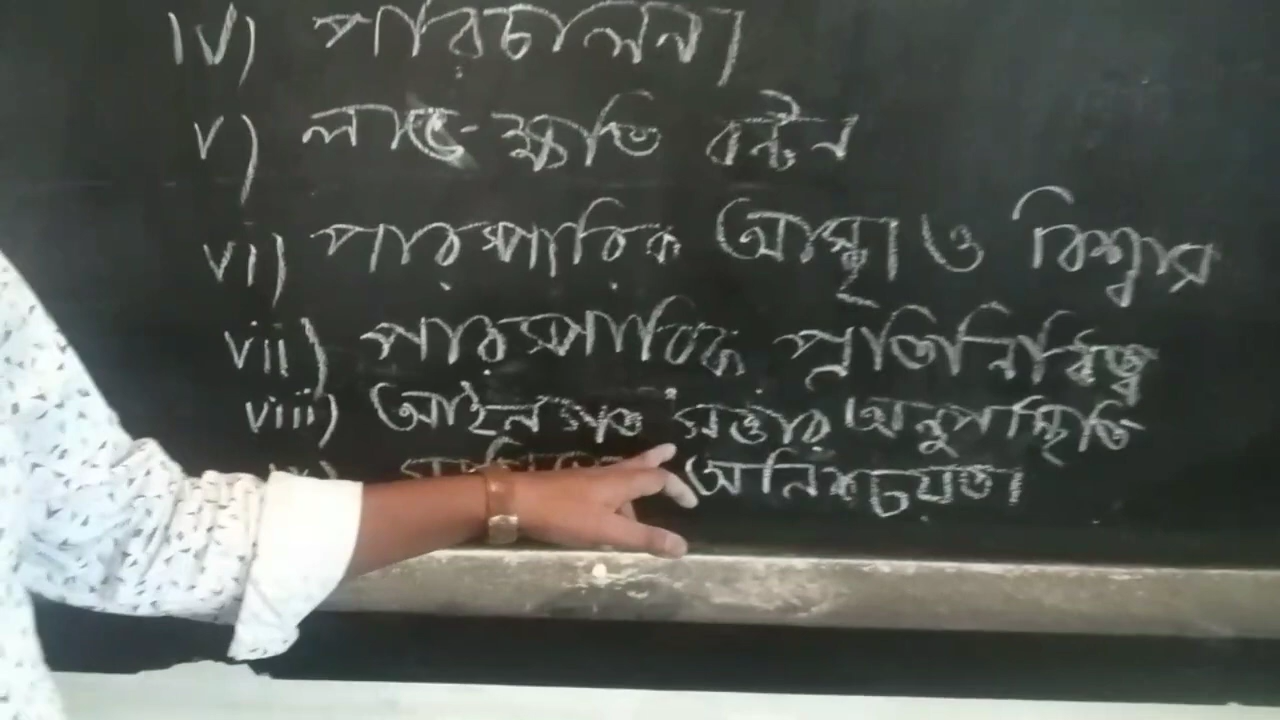 iv) পরিচালনা
v) লাভ-ক্ষতি বন্টন
vi) পারস্পারিক আস্থা ও বিশ্বাস
vii) পারস্পারিক প্রতিনিধিত্ব
viii) আইনগত সত্তার অনুপস্থিতি
অনিশ্চয়তা